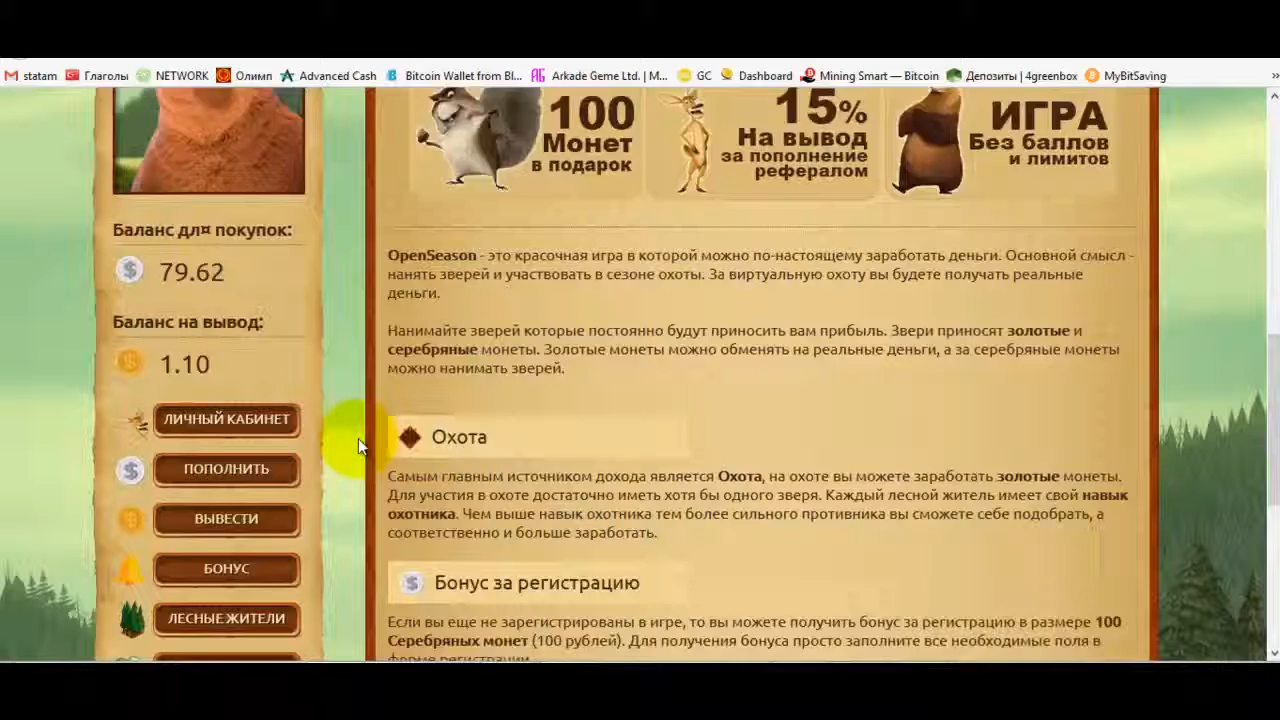 statam
Глаголы
NETWORK
Олимп
Advanced Cash
Bitcoin Wallet from Bl...
Arkade Geme Ltd. | М...
GC
Dashboard
Mining Smart — Bitcoin
Депозиты | 4greenbox
MyBitSaving
»
100
Монет
в подарок
15%
На вывод
за пополнение
рефералом
ИГРА
Без баллов
и лимитов
Баланс дл¤ покупок:
79.62
Баланс на вывод:
1.10
ЛИЧНЫЙ КАБИНЕТ
ПОПОЛНИТЬ
ВЫВЕСТИ
БОНУС
ЛЕСНЫЕ ЖИТЕЛИ
OpenSeason - это красочная игра в которой можно по-настоящему заработать деньги. Основной смысл -
нанять зверей и участвовать в сезоне охоты. За виртуальную охоту вы будете получать реальные
деньги.
Нанимайте зверей которые постоянно будут приносить вам прибыль. Звери приносят золотые и
серебряные монеты. Золотые монеты можно обменять на реальные деньги, а за серебряные монеты
можно нанимать зверей.
Охота
Самым главным источником дохода является Охота, на охоте вы можете заработать золотые монеты.
Для участия в охоте достаточно иметь хотя бы одного зверя. Каждый лесной житель имеет свой навык
охотника. Чем выше навык охотника тем более сильного противника вы сможете себе подобрать, а
соответственно и больше заработать.
Бонус за регистрацию
Если вы еще не зарегистрированы в игре, то вы можете получить бонус за регистрацию в размере 100
Серебряных монет (100 рублей). Для получения бонуса просто заполните все необходимые поля в
форме регистрации.